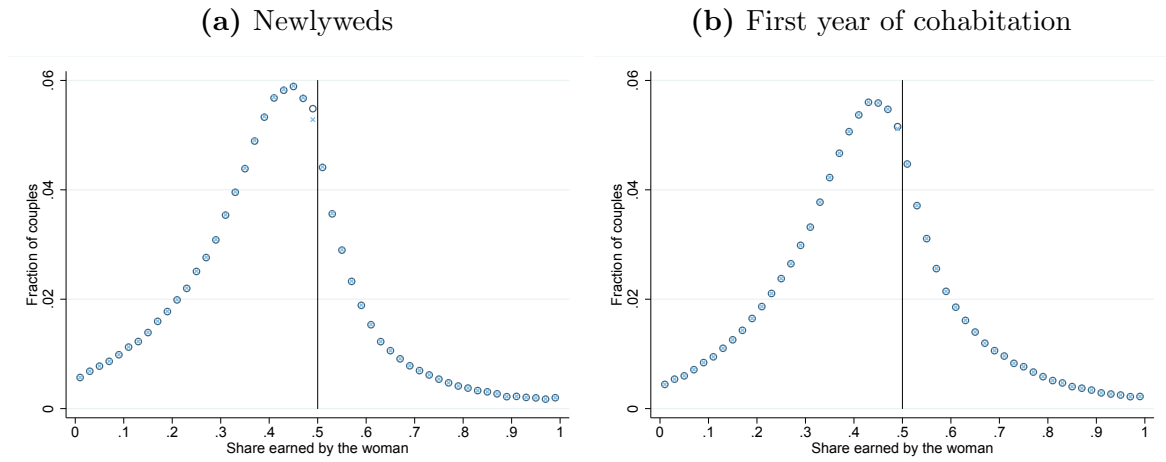 (a) Newlyweds
(b) First year of cohabitation
Fraction of couples
0 .02 .04 .06
0 .1 .2 .3 .4 .5 .6 .7 .8 .9 1
Share earned by the woman
Fraction of couples
0 .02 .04 .06
0 .1 .2 .3 .4 .5 .6 .7 .8 .9 1
Share earned by the woman